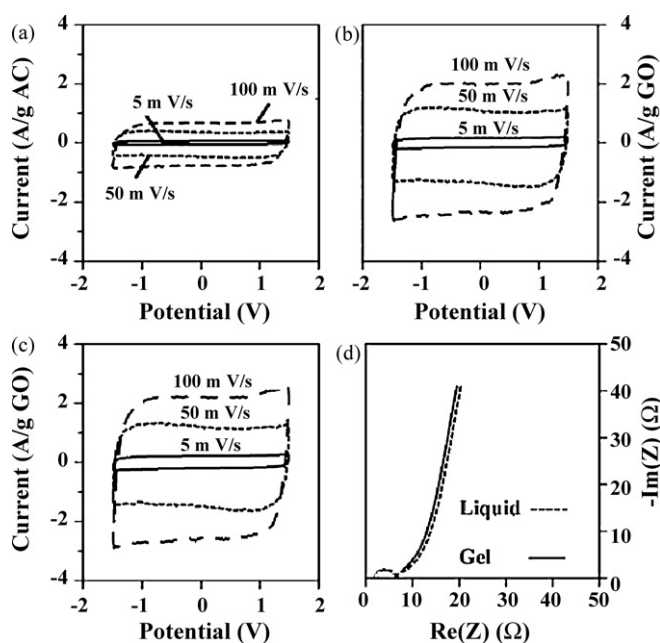 (a)
4
2
0
-2
-4
Current (A/g AC)
100 m V/s
5 m V/s
50 m V/s
-2 -1 0 1 2
Potential (V)
(b)
100 m V/s
50 m V/s
5 m V/s
4
2
0
-2
-4
Current (A/g GO)
-2 -1 0 1 2
Potential (V)
(c)
4
2
0
-2
-4
Current (A/g GO)
100 m V/s
50 m V/s
5 m V/s
-2 -1 0 1 2
Potential (V)
(d)
50
40
30
20
10
0
-Im(Z) (Ω)
Liquid
Gel
0 10 20 30 40 50
Re(Z) (Ω)